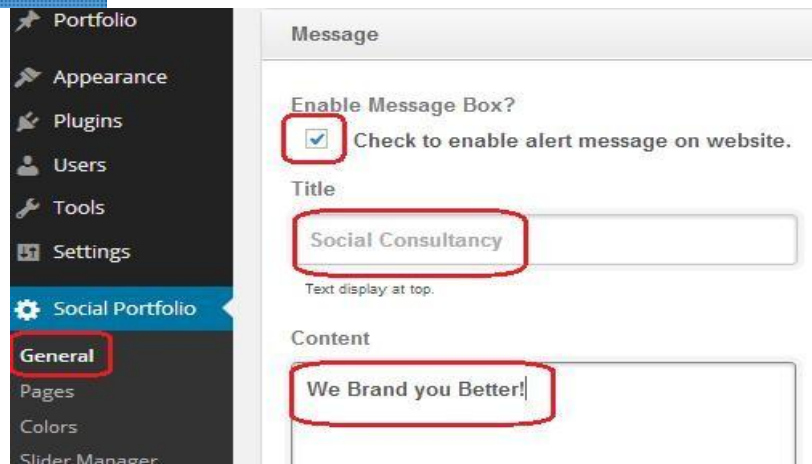 Portfolio
Appearance
Plugins
Users
Tools
Settings
Social Portfolio
General
Pages
Colors
Slider Manager
Message
Enable Message Box?
Check to enable alert message on website.
Title
Social Consultancy
Text display at top.
Content
We Brand you Better!